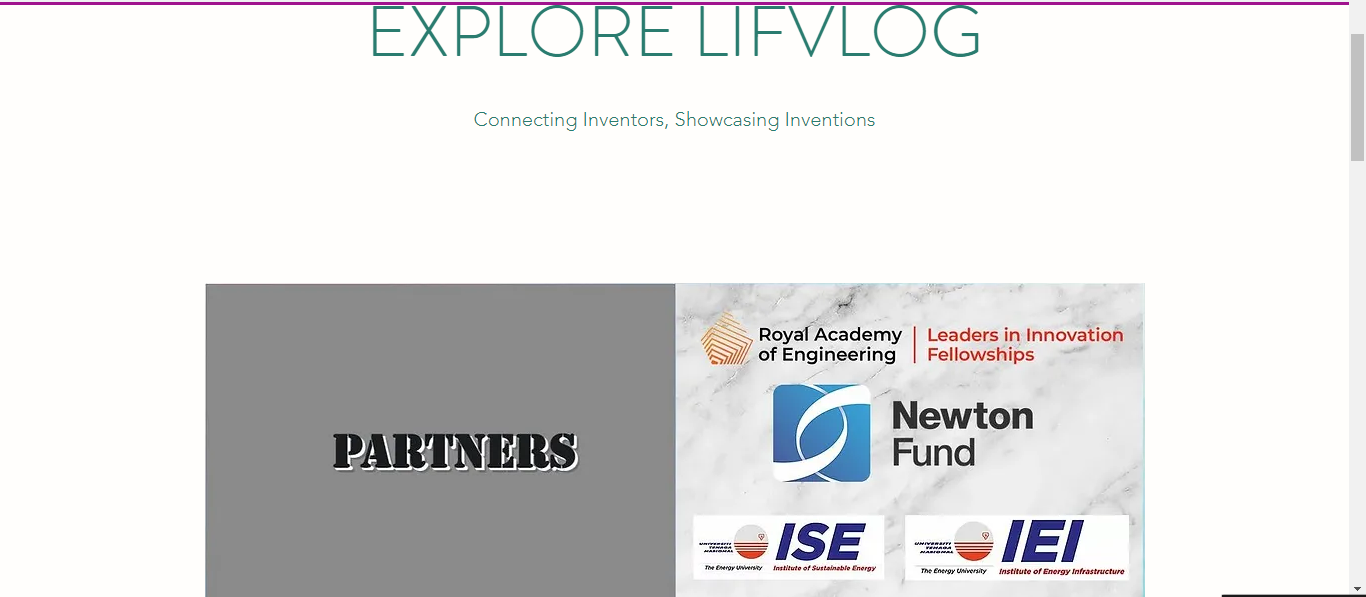 EXPLORE LIFVLOG
Connecting Inventors, Showcasing Inventions
PARTNERS
Royal Academy
of Engineering
Leaders in Innovation
Fellowships
Newton
Fund
UNIVERSITI
TENAGA
NASIONAL
ISE
The Energy University
Institute of Sustainable Energy
UNIVERSITI
TENAGA
NASIONAL
IEI
The Energy University
Institute of Energy Infrastructure